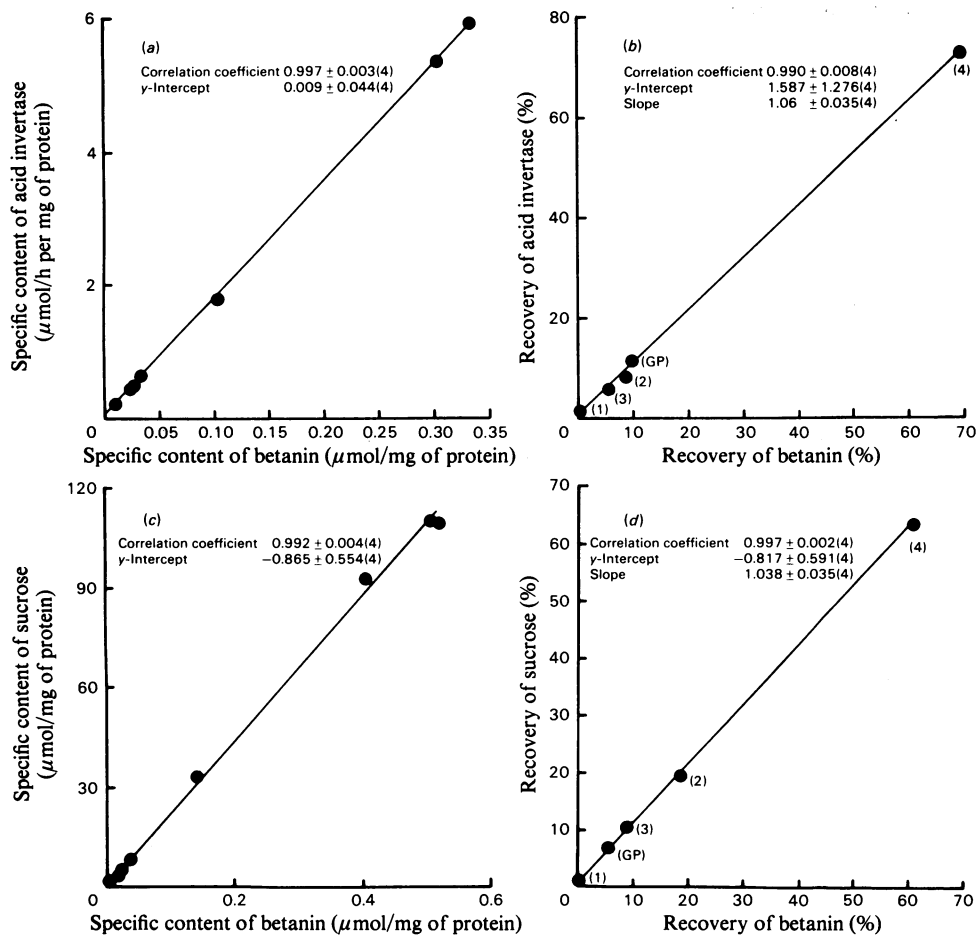 (a)
Correlation coefficient 0.997 ± 0.003(4)
y-Intercept 0.009 ± 0.044(4)
6
4
2
0
0.05
0.10
0.15
0.20
0.25
0.30
0.35
Specific content of acid invertase
(μmol/h per mg of protein)
Specific content of betanin (μmol/mg of protein)
(b)
Correlation coefficient 0.990 ± 0.008(4)
y-Intercept 1.587 ± 1.276(4)
Slope 1.06 ± 0.035(4)
80
60
40
20
0
10
20
30
40
50
60
70
(4)
(GP)
(2)
(3)
(1)
Recovery of acid invertase (%)
Recovery of betanin (%)
(c)
Correlation coefficient 0.992 ± 0.004(4)
y-Intercept −0.865 ± 0.554(4)
120
90
60
30
0
0.2
0.4
0.6
Specific content of sucrose
(μmol/mg of protein)
Specific content of betanin (μmol/mg of protein)
(d)
Correlation coefficient 0.997 ± 0.002(4)
y-Intercept −0.817 ± 0.591(4)
Slope 1.038 ± 0.035(4)
70
60
50
40
30
20
10
0
10
20
30
40
50
60
70
(4)
(2)
(3)
(GP)
(1)
Recovery of sucrose (%)
Recovery of betanin (%)